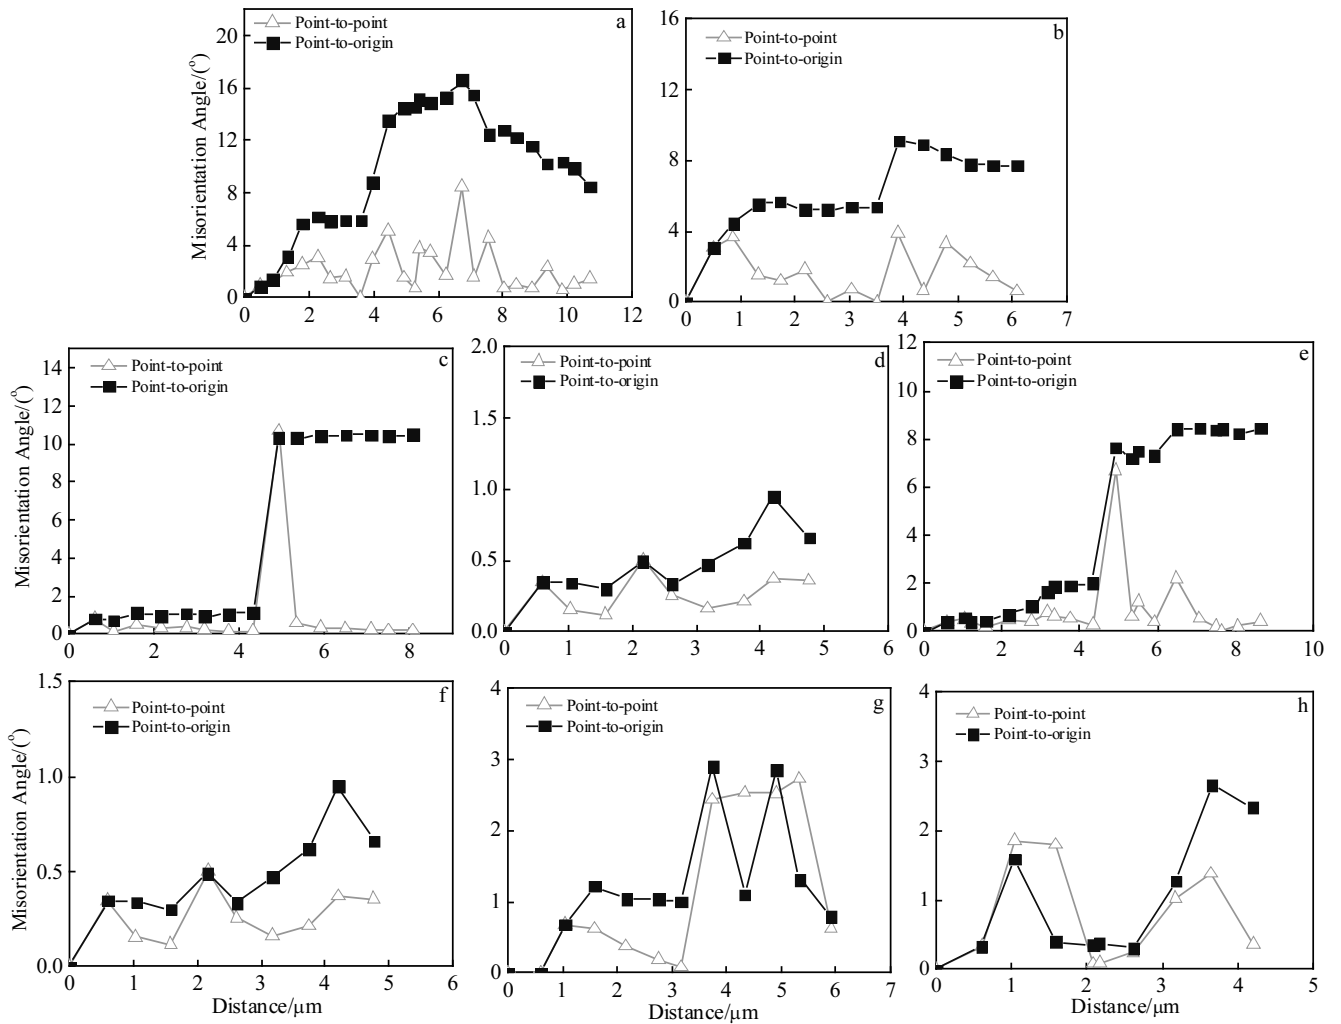 a
Point-to-point
Point-to-origin
Misorientation Angle/(°)
20
16
12
8
4
0
0 2 4 6 8 10 12
b
Point-to-point
Point-to-origin
16
12
8
4
0
0 1 2 3 4 5 6 7
c
Point-to-point
Point-to-origin
Misorientation Angle/(°)
14
12
10
8
6
4
2
0
0 2 4 6 8
d
Point-to-point
Point-to-origin
2.0
1.5
1.0
0.5
0.0
0 1 2 3 4 5 6
e
Point-to-point
Point-to-origin
12
10
8
6
4
2
0
0 2 4 6 8 10
f
Point-to-point
Point-to-origin
Misorientation Angle/(°)
1.5
1.0
0.5
0.0
0 1 2 3 4 5 6
Distance/μm
g
Point-to-point
Point-to-origin
4
3
2
1
0
0 1 2 3 4 5 6 7
Distance/μm
h
Point-to-point
Point-to-origin
4
3
2
1
0
0 1 2 3 4 5
Distance/μm